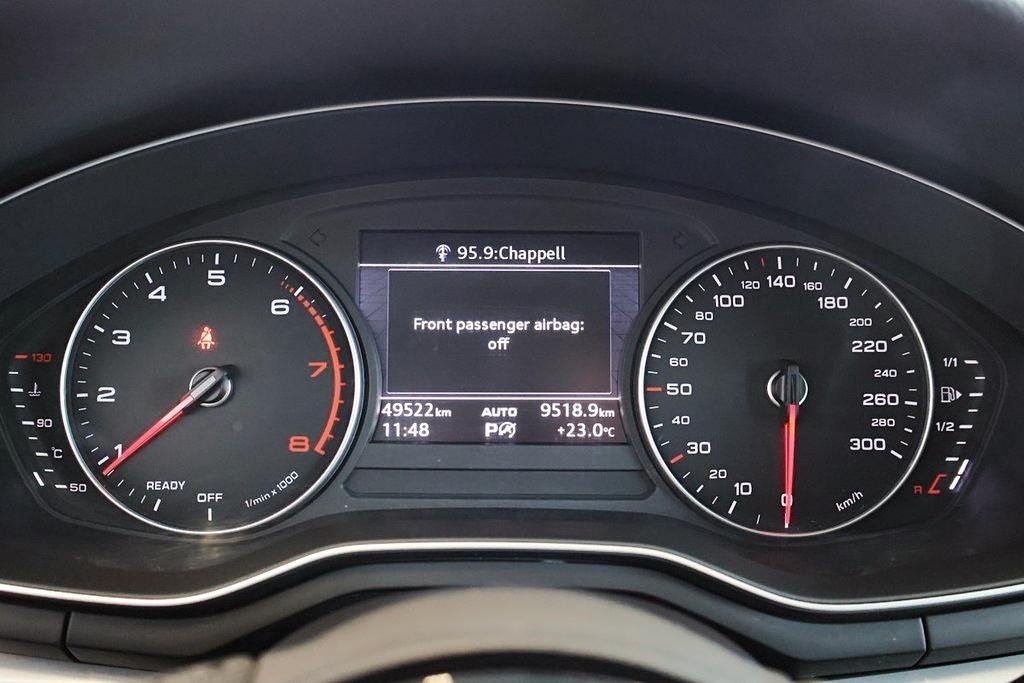 95.9:Chappell
Front passenger airbag:
off
49522km AUTO 9518.9km
11:48 P +23.0°C
1 2 3 4 5 6 7 8
READY
OFF
1/min x 1000
130
90
°C
50
0 10 20 30 40 50 60 70 80 100 120 140 160 180 200 220 240 260 280 300
km/h
1/1
1/2
R